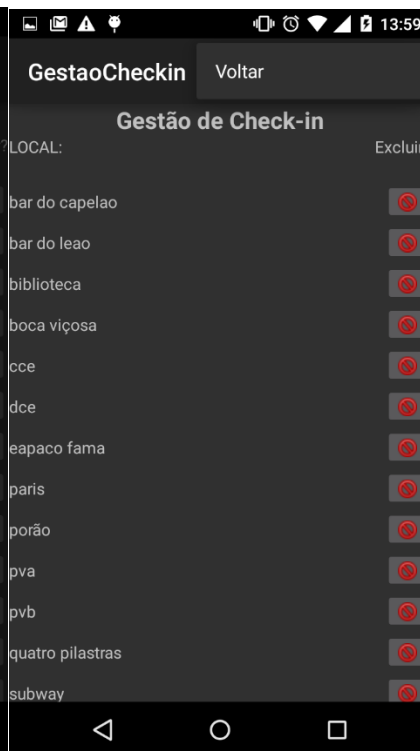 13:59
GestaoCheckin
Voltar
Gestão de Check-in
LOCAL:
Excluir
bar do capelao
bar do leao
biblioteca
boca viçosa
cce
dce
eapaco fama
paris
porão
pva
pvb
quatro pilastras
subway